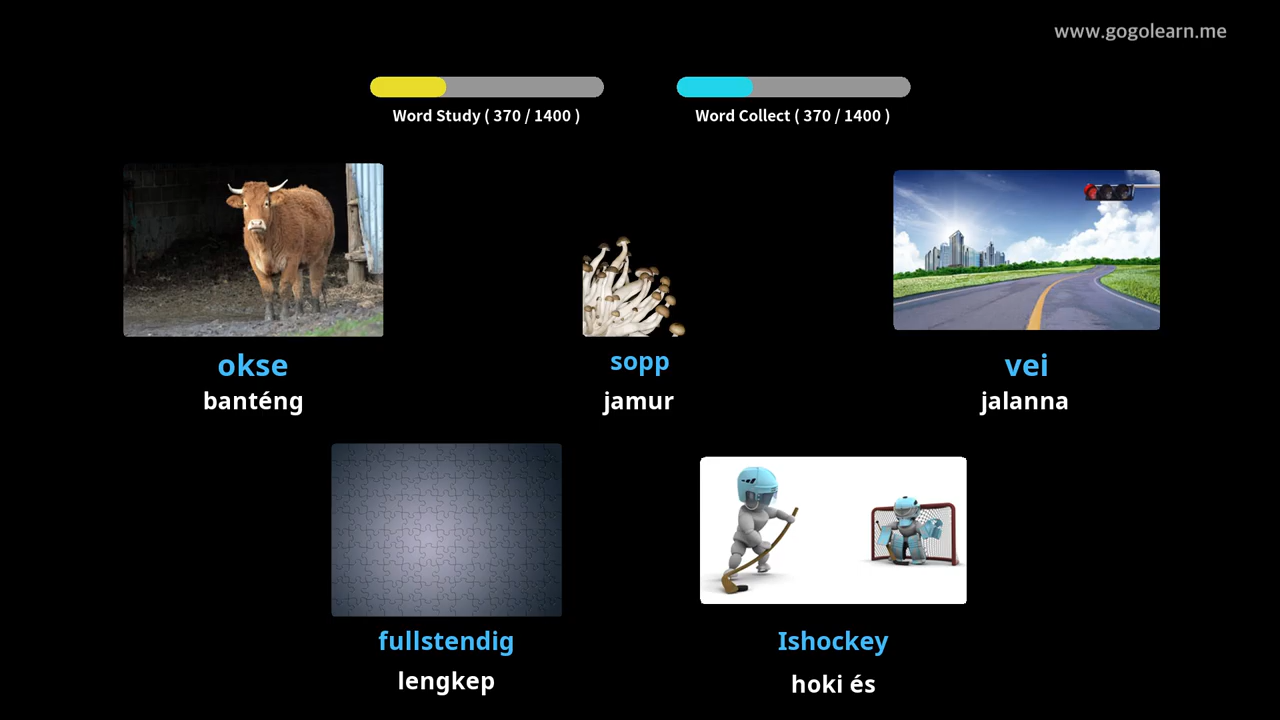 www.gogolearn.me
Word Study ( 370 / 1400 )
Word Collect ( 370 / 1400 )
okse
banténg
sopp
jamur
vei
jalanna
fullstendig
lengkep
Ishockey
hoki és